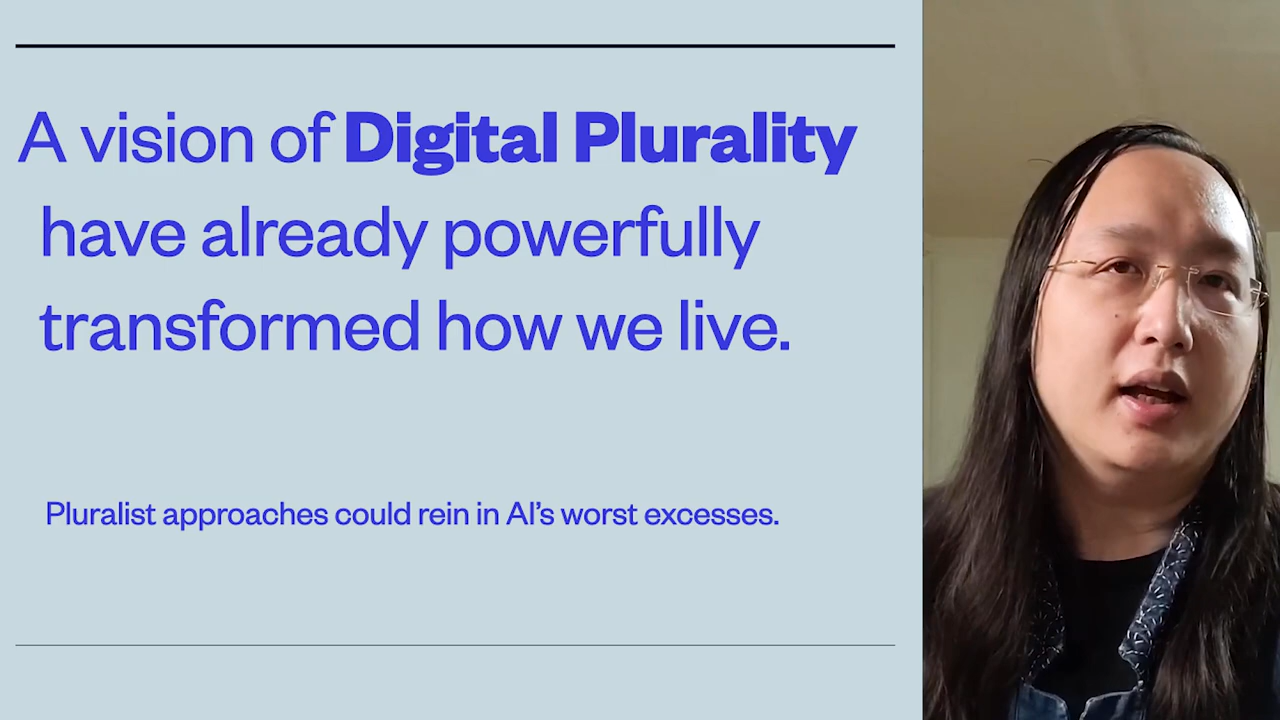 A vision of Digital Plurality
have already powerfully
transformed how we live.
Pluralist approaches could rein in AI’s worst excesses.